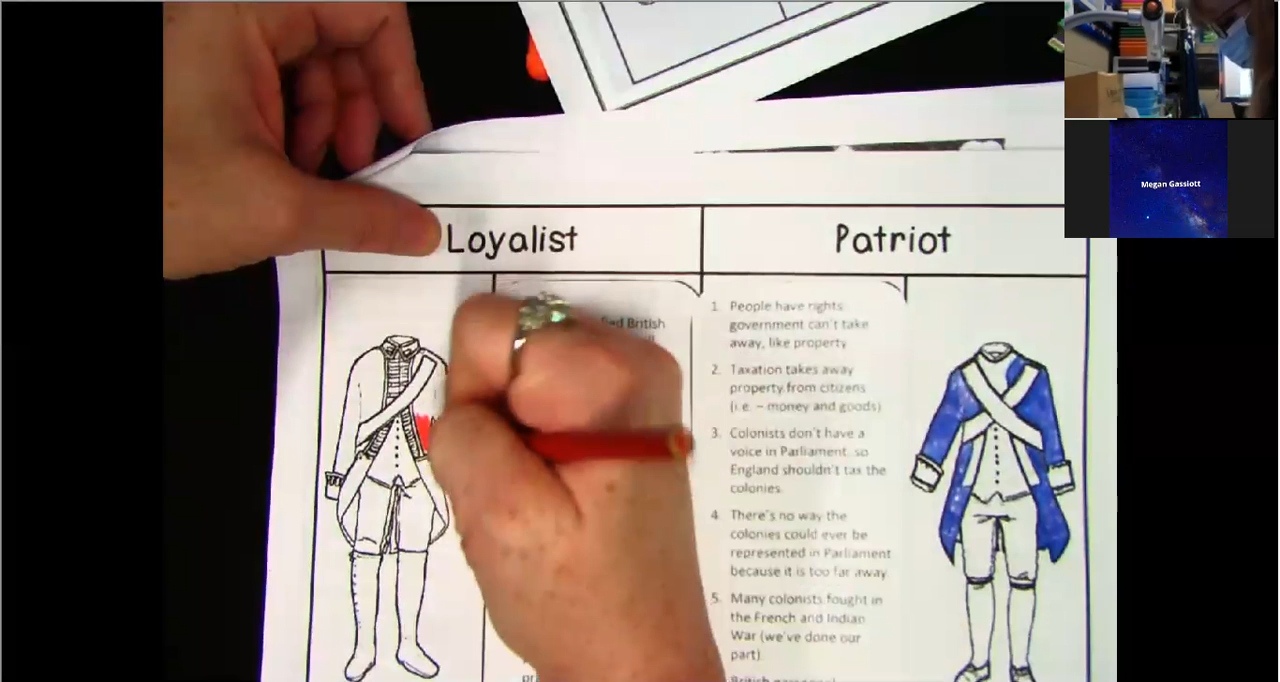 Megan Gassiott
Loyalist
Patriot
British
1. People have rights
government can't take
away, like property
2. Taxation takes away
property from citizens
(i.e. – money and goods)
3. Colonists don't have a
voice in Parliament, so
England shouldn't tax the
colonies.
4. There's no way the
colonies could ever be
represented in Parliament
because it is too far away
5. Many colonists fought in
the French and Indian
War (we've done our
part).